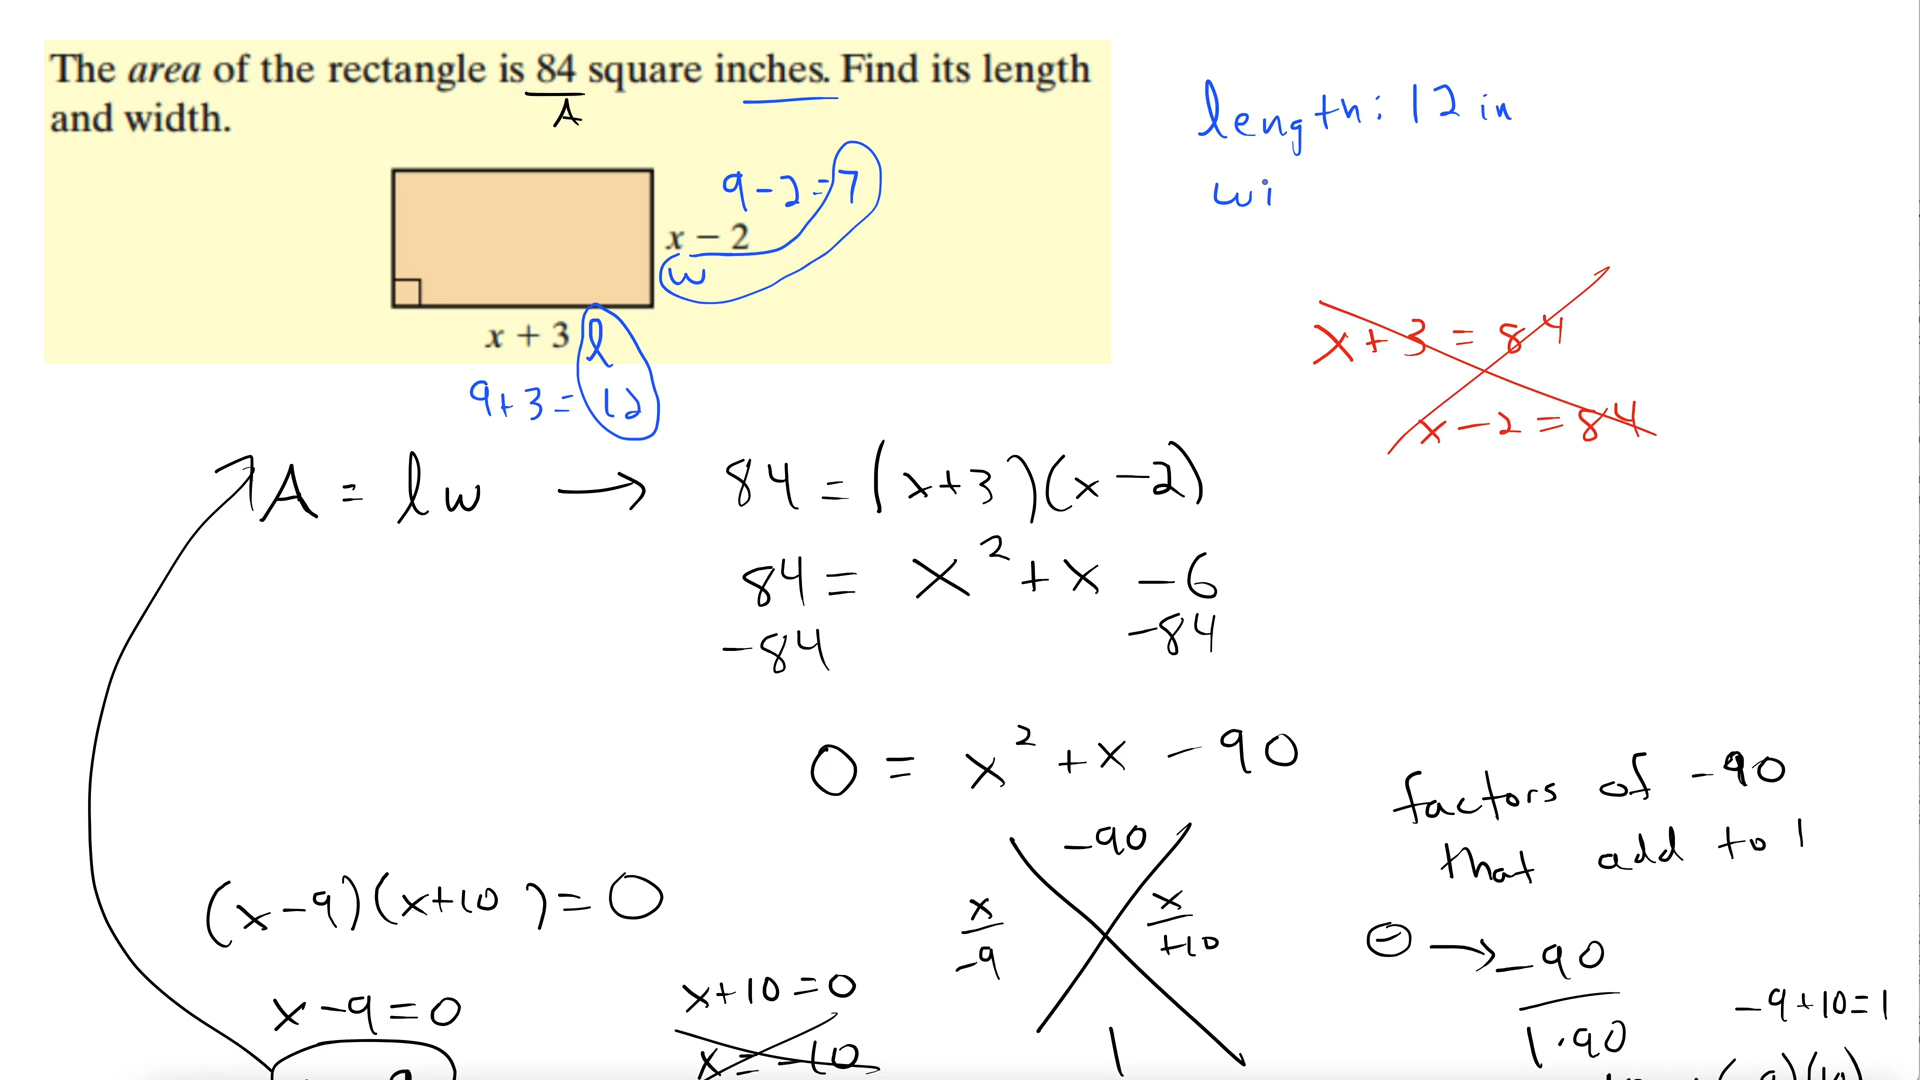 The area of the rectangle is 84 square inches. Find its length
and width.
A
9-2=7
x − 2
w
x + 3 l
9+3=12
length: 12 in
wi
x+3=84
x-2=84
A = lw → 84=(x+3)(x-2)
84= x²+x -6
-84 -84
0 = x²+x -90
factors of -90
that add to 1
-90
x
-9
x
+10
1
(x-9)(x+10)=0
x-9=0
x+10=0
x=-10
⊖ → -90
1·90
-9+10=1